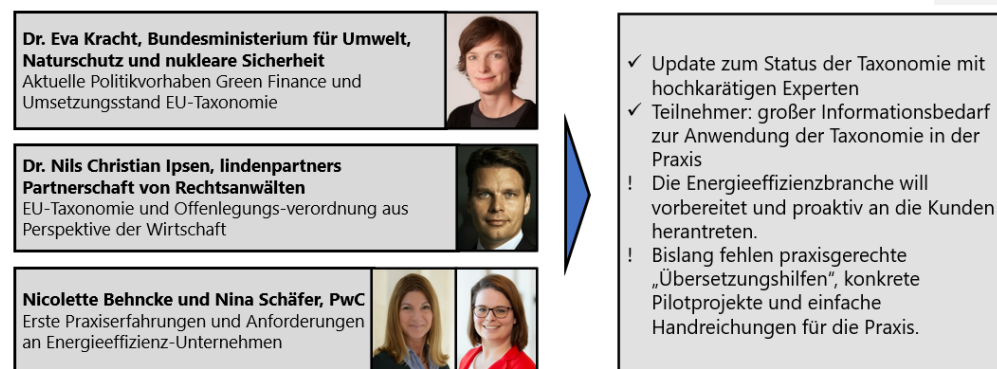 Dr. Eva Kracht, Bundesministerium für Umwelt,
Naturschutz und nukleare Sicherheit
Aktuelle Politikvorhaben Green Finance und
Umsetzungsstand EU-Taxonomie
Dr. Nils Christian Ipsen, lindenpartners
Partnerschaft von Rechtsanwälten
EU-Taxonomie und Offenlegungs-verordnung aus
Perspektive der Wirtschaft
Nicolette Behncke und Nina Schäfer, PwC
Erste Praxiserfahrungen und Anforderungen
an Energieeffizienz-Unternehmen
✓ Update zum Status der Taxonomie mit
hochkarätigen Experten
✓ Teilnehmer: großer Informationsbedarf
zur Anwendung der Taxonomie in der
Praxis
! Die Energieeffizienzbranche will
vorbereitet und proaktiv an die Kunden
herantreten.
! Bislang fehlen praxisgerechte
„Übersetzungshilfen“, konkrete
Pilotprojekte und einfache
Handreichungen für die Praxis.